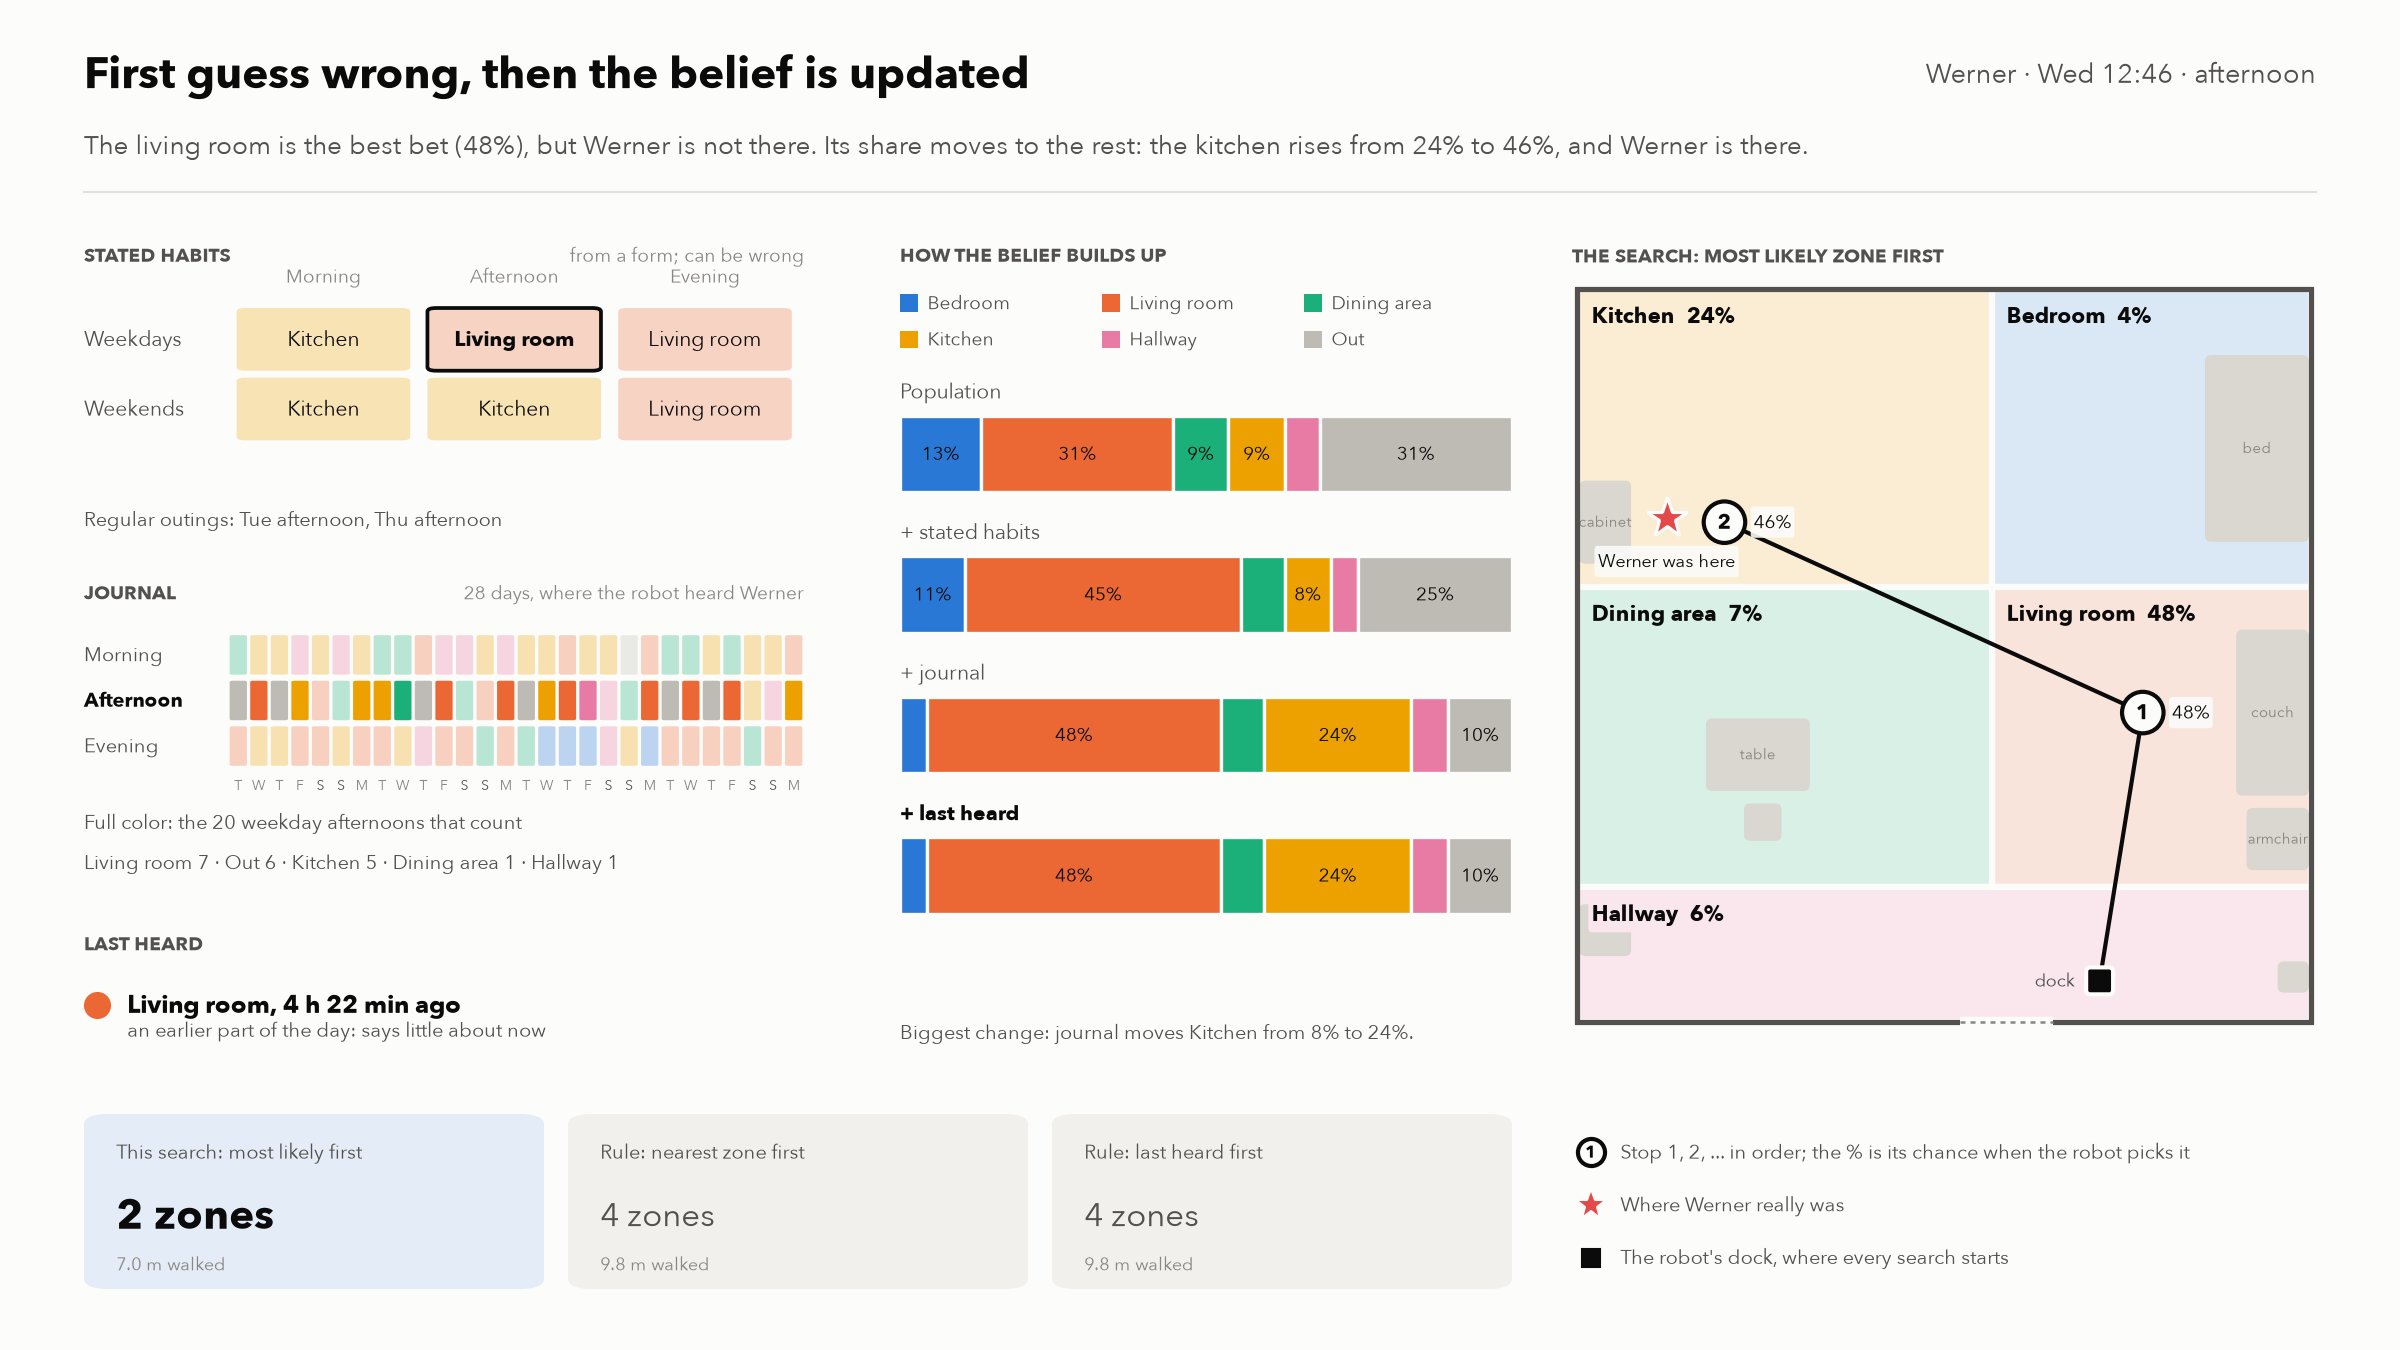 First guess wrong, then the belief is updated
Werner · Wed 12:46 · afternoon
The living room is the best bet (48%), but Werner is not there. Its share moves to the rest: the kitchen rises from 24% to 46%, and Werner is there.
STATED HABITS
from a form; can be wrong
Morning Afternoon Evening
Weekdays Kitchen Living room Living room
Weekends Kitchen Kitchen Living room
Regular outings: Tue afternoon, Thu afternoon
JOURNAL
28 days, where the robot heard Werner
Morning
Afternoon
Evening
T W T F S S M T W T F S S M T W T F S S M T W T F S S M
Full color: the 20 weekday afternoons that count
Living room 7 · Out 6 · Kitchen 5 · Dining area 1 · Hallway 1
LAST HEARD
Living room, 4 h 22 min ago
an earlier part of the day: says little about now
HOW THE BELIEF BUILDS UP
Bedroom Living room Dining area
Kitchen Hallway Out
Population
13% 31% 9% 9% 31%
+ stated habits
11% 45% 8% 25%
+ journal
48% 24% 10%
+ last heard
48% 24% 10%
Biggest change: journal moves Kitchen from 8% to 24%.
THE SEARCH: MOST LIKELY ZONE FIRST
Kitchen 24%
Bedroom 4%
bed
cabinet
2 46%
Werner was here
Dining area 7%
Living room 48%
1 48%
couch
table
armchair
Hallway 6%
dock
This search: most likely first
2 zones
7.0 m walked
Rule: nearest zone first
4 zones
9.8 m walked
Rule: last heard first
4 zones
9.8 m walked
1 Stop 1, 2, ... in order; the % is its chance when the robot picks it
Where Werner really was
The robot's dock, where every search starts